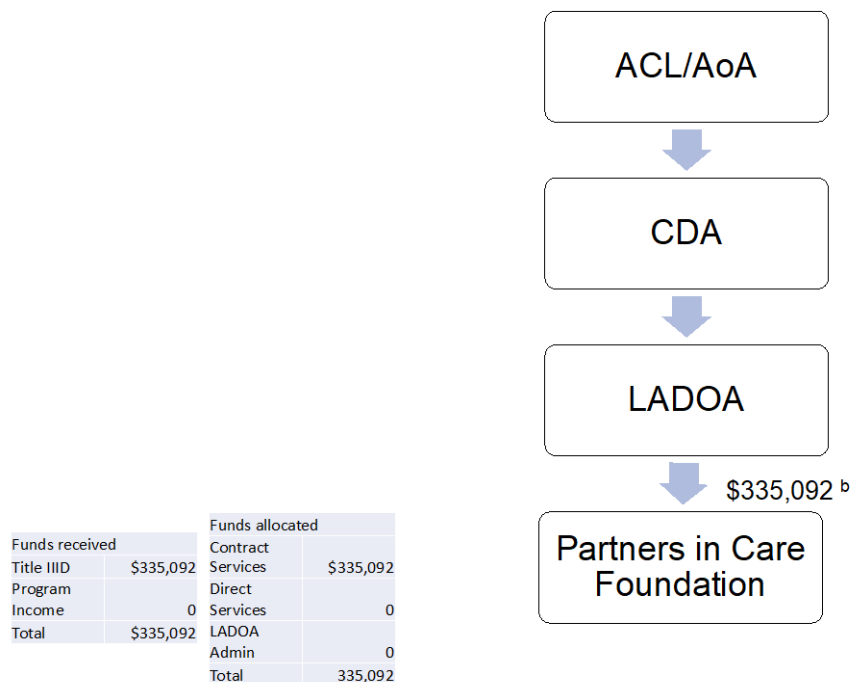 ACL/AoA
CDA
LADOA
$335,092 b
Partners in Care
Foundation
Funds received
Title IIID $335,092
Program
Income 0
Total $335,092
Funds allocated
Contract
Services $335,092
Direct
Services 0
LADOA
Admin 0
Total 335,092